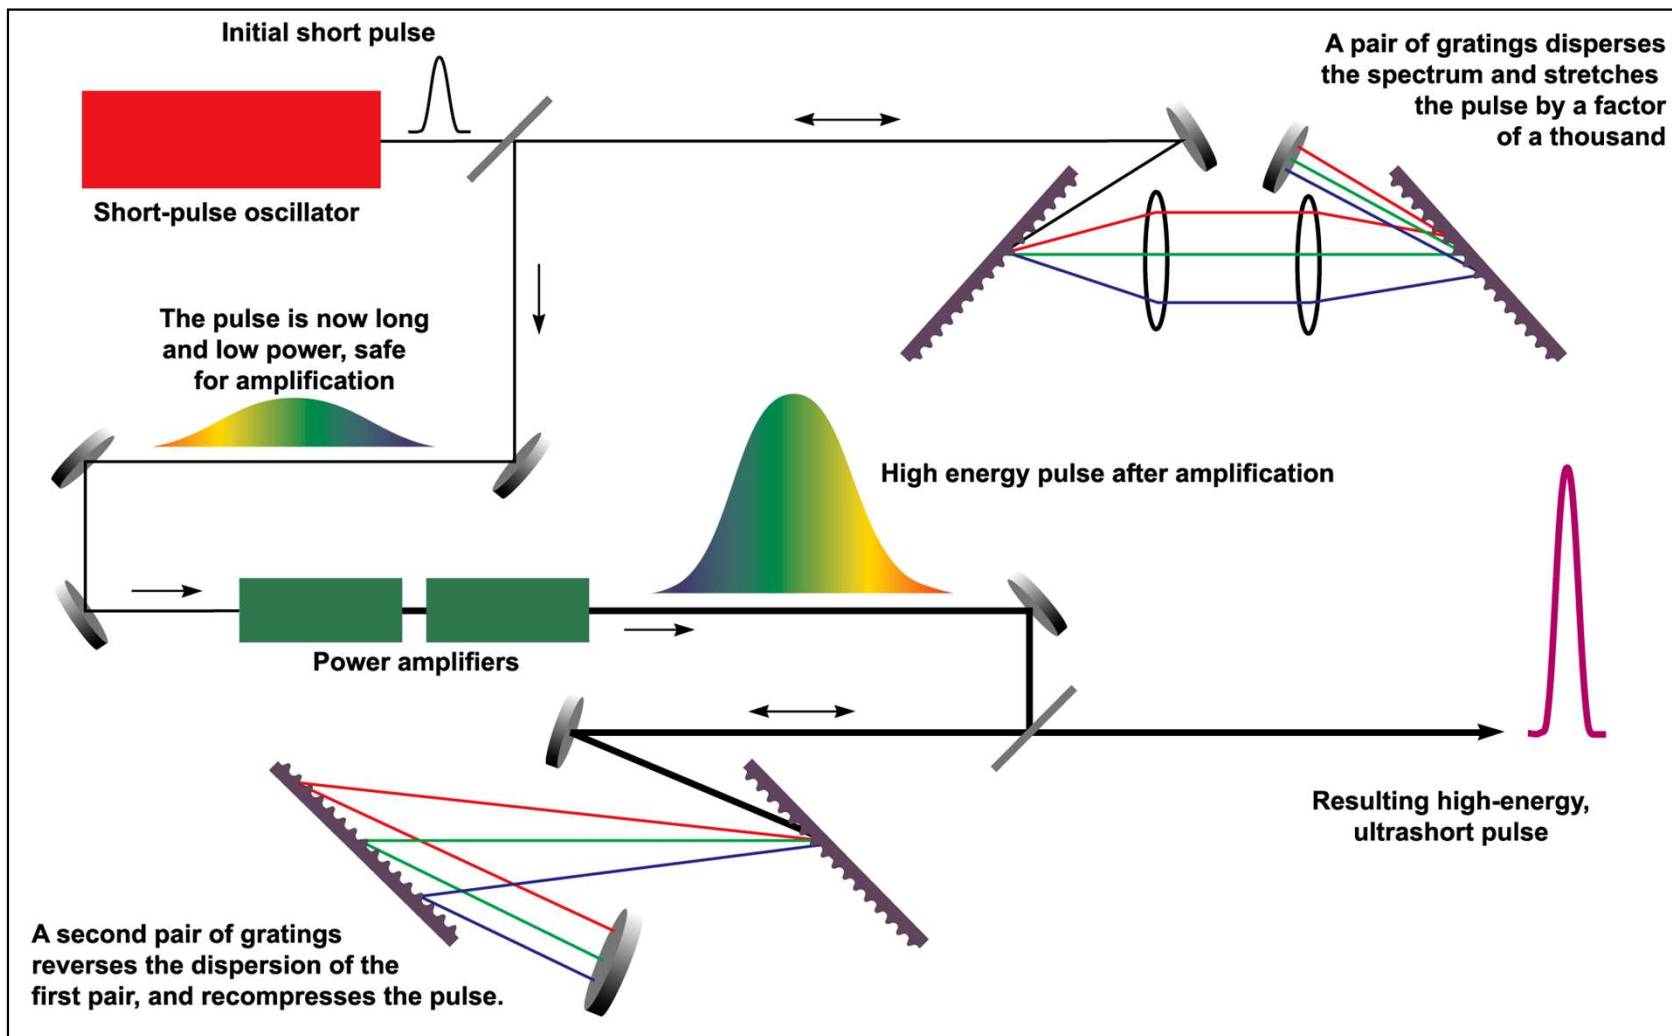 Initial short pulse
Short-pulse oscillator
A pair of gratings disperses
the spectrum and stretches
the pulse by a factor
of a thousand
The pulse is now long
and low power, safe
for amplification
High energy pulse after amplification
Power amplifiers
Resulting high-energy,
ultrashort pulse
A second pair of gratings
reverses the dispersion of the
first pair, and recompresses the pulse.